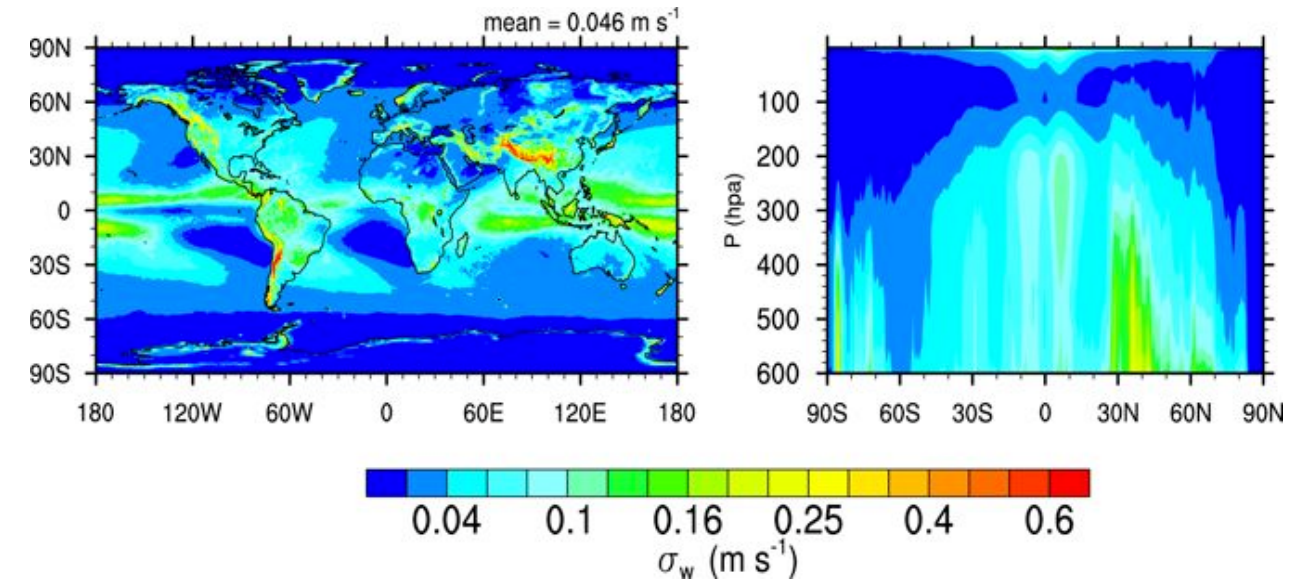 mean = 0.046 m s⁻¹
90N
60N
30N
0
30S
60S
90S
180 120W 60W 0 60E 120E 180
P (hpa)
100
200
300
400
500
600
90S 60S 30S 0 30N 60N 90N
0.04 0.1 0.16 0.25 0.4 0.6
σw (m s⁻¹)